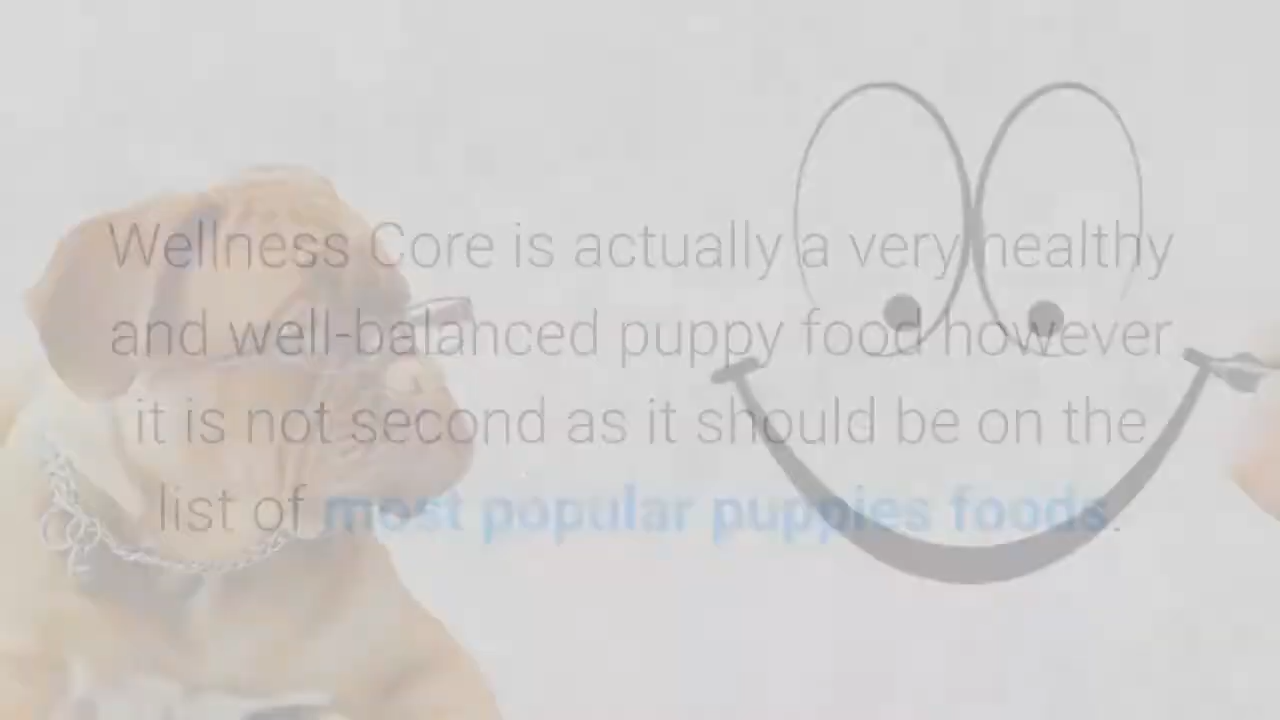 Wellness Core is actually a very healthy
and well-balanced puppy food however
it is not second as it should be on the
list of most popular puppies foods.